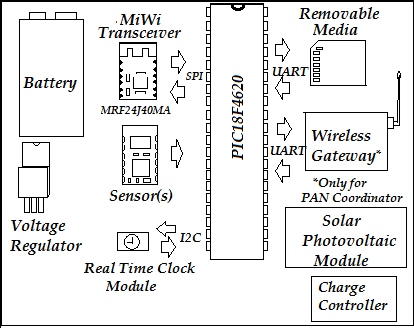 Battery
MiWi
Transceiver
MRF24J40MA
SPI
PIC18F4620
Removable
Media
UART
Wireless
Gateway*
UART
*Only for
PAN Coordinator
Sensor(s)
Voltage
Regulator
I2C
Real Time Clock
Module
Solar
Photovoltaic
Module
Charge
Controller